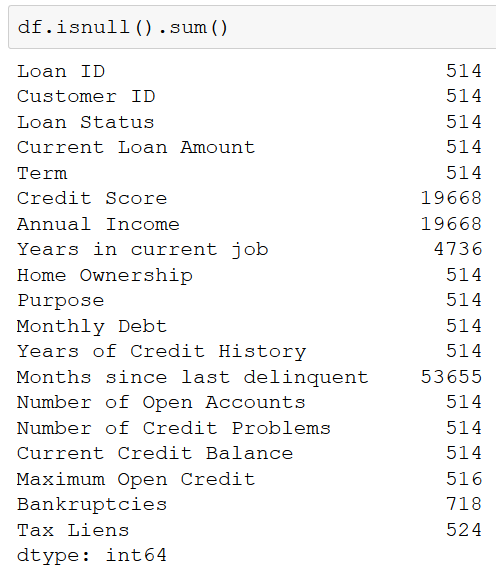 df.isnull().sum()
Loan ID 514
Customer ID 514
Loan Status 514
Current Loan Amount 514
Term 514
Credit Score 19668
Annual Income 19668
Years in current job 4736
Home Ownership 514
Purpose 514
Monthly Debt 514
Years of Credit History 514
Months since last delinquent 53655
Number of Open Accounts 514
Number of Credit Problems 514
Current Credit Balance 514
Maximum Open Credit 516
Bankruptcies 718
Tax Liens 524
dtype: int64